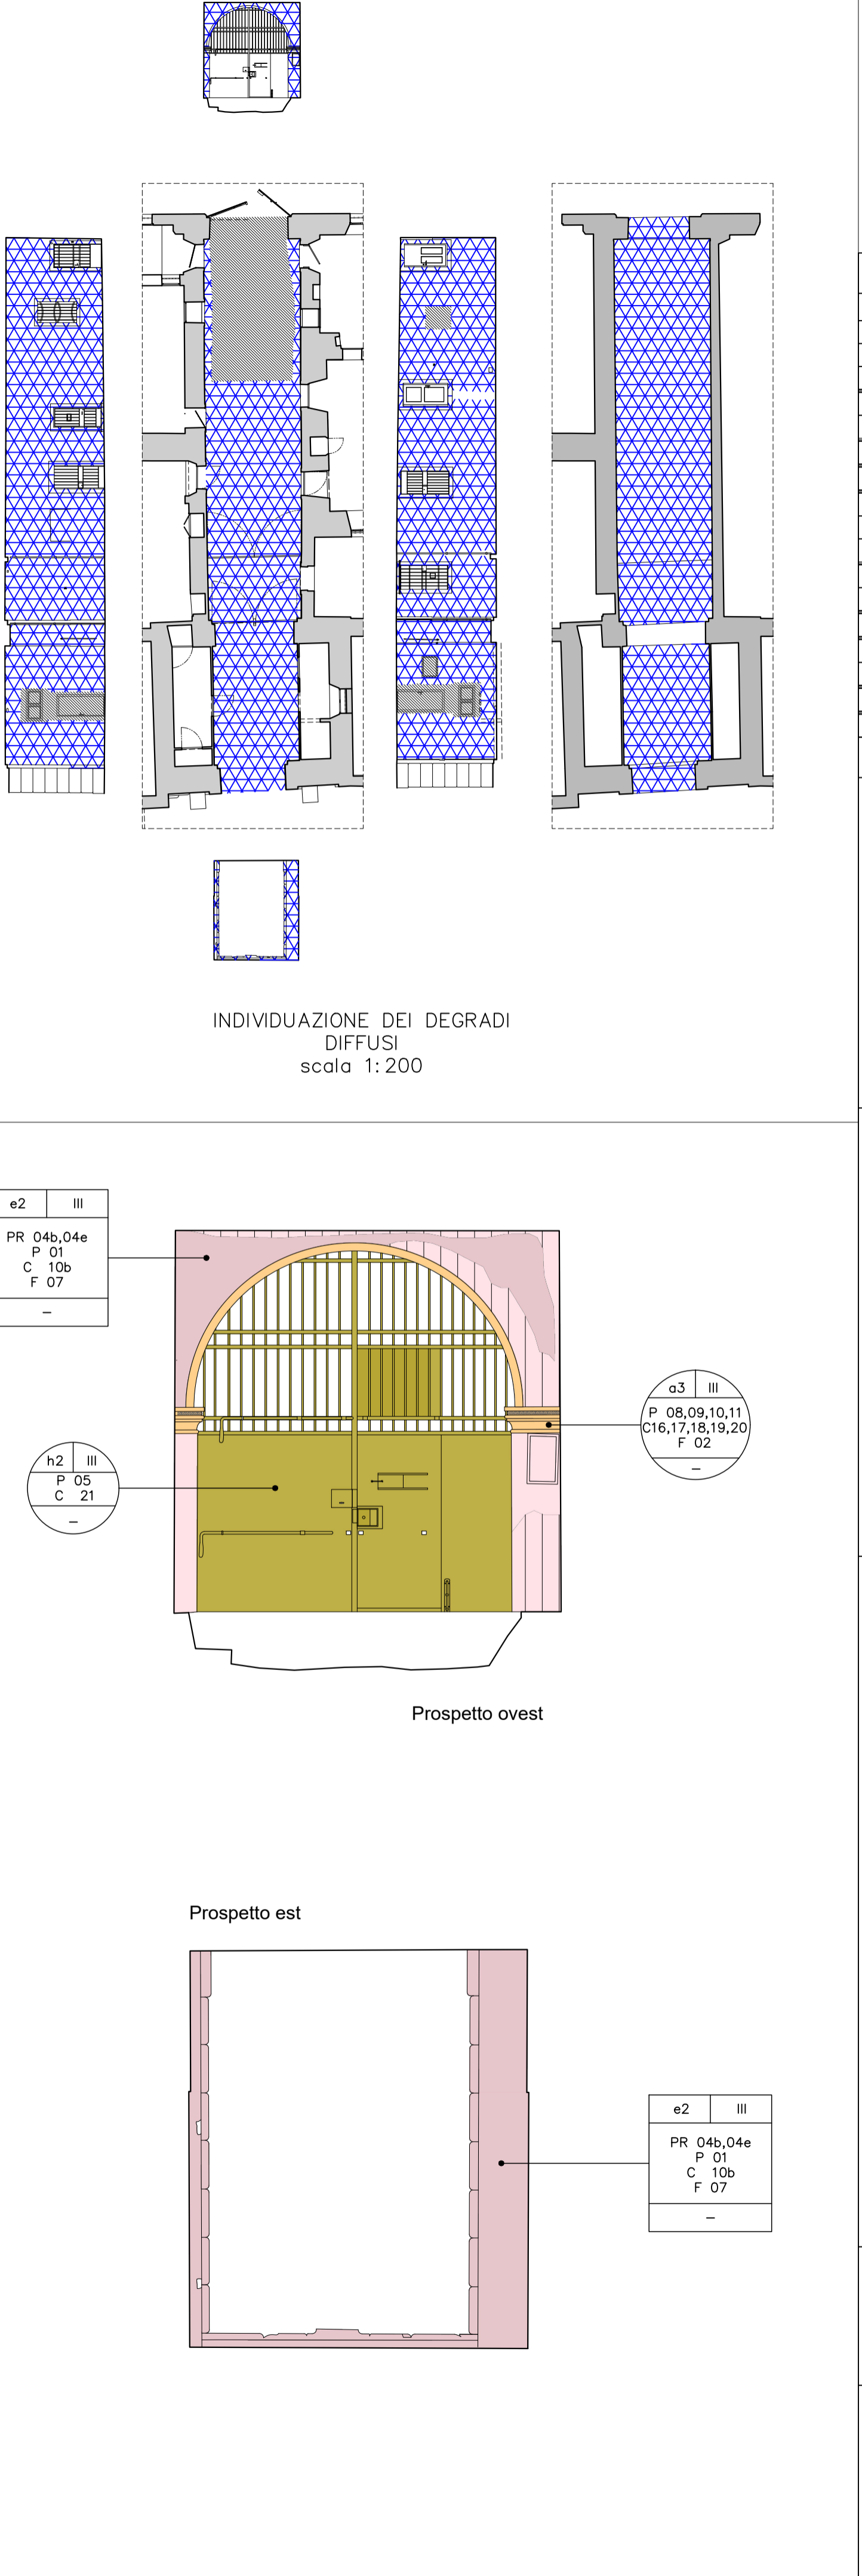 INDIVIDUAZIONE DEI DEGRADI
DIFFUSI
scala 1:200
e2 III
PR 04b,04e
P 01
C 10b
F 07
–
a3 III
P 08,09,10,11
C16,17,18,19,20
F 02
–
h2 III
P 05
C 21
–
Prospetto ovest
Prospetto est
e2 III
PR 04b,04e
P 01
C 10b
F 07
–